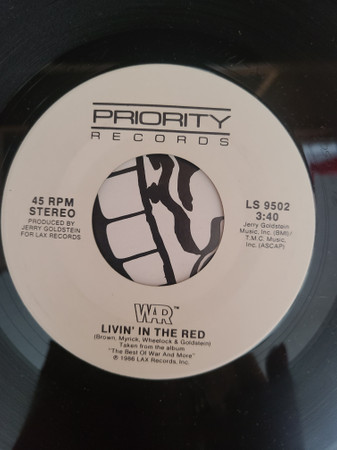 PRIORITY
RECORDS
45 RPM
STEREO
PRODUCED BY
JERRY GOLDSTEIN
FOR LAX RECORDS
LS 9502
3:40
Jerry Goldstein
Music, Inc. (BMI)/
T.M.C. Music,
Inc. (ASCAP)
WAR™
LIVIN' IN THE RED
(Brown, Myrick, Wheelock & Goldstein)
Taken from the album
"The Best Of War And More"
℗ 1986 LAX Records, Inc.